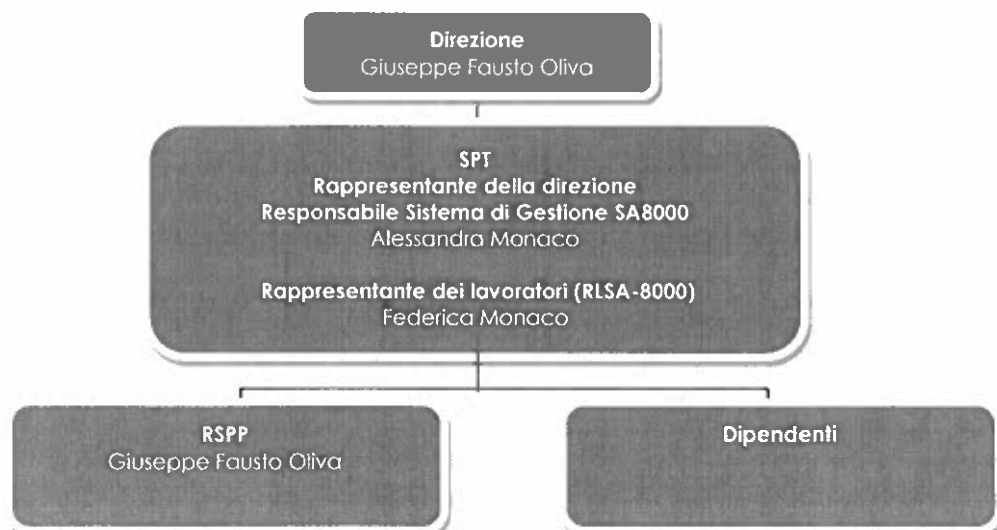 Direzione
Giuseppe Fausto Oliva
SPT
Rappresentante della direzione
Responsabile Sistema di Gestione SA8000
Alessandra Monaco
Rappresentante dei lavoratori (RLSA-8000)
Federica Monaco
RSPP
Giuseppe Fausto Oliva
Dipendenti